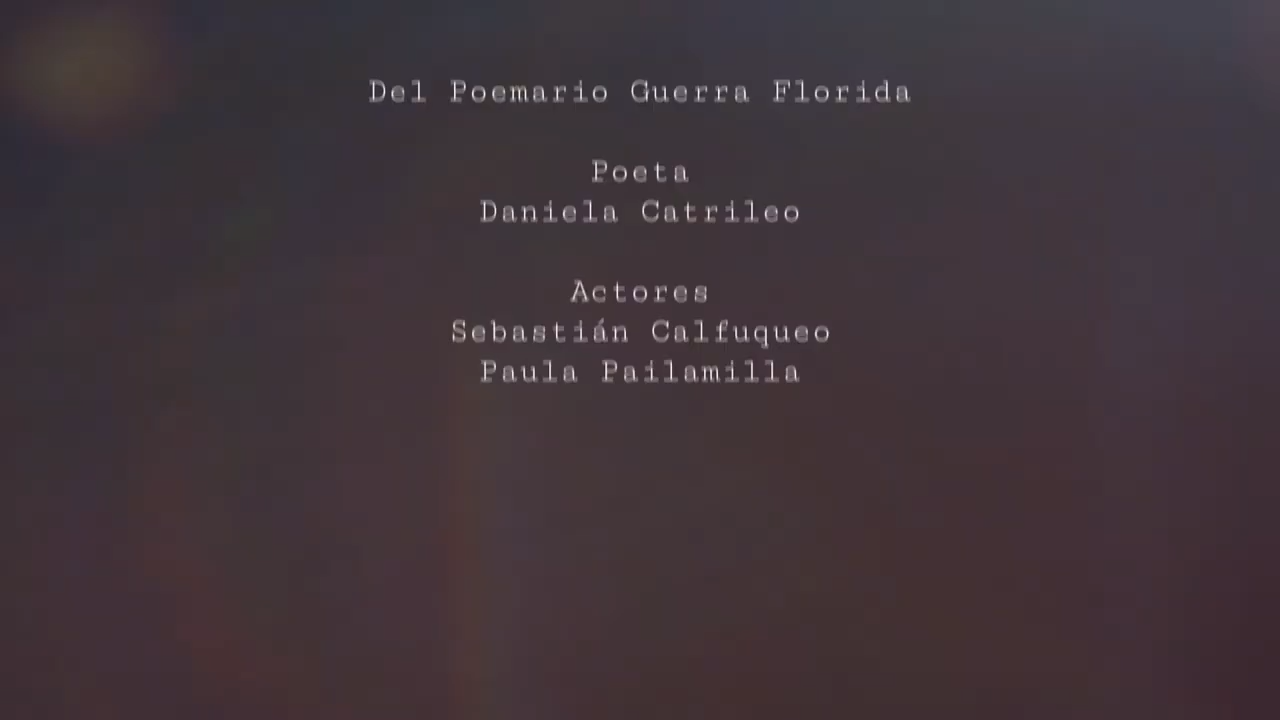 Del Poemario Guerra Florida
Poeta
Daniela Catrileo
Actores
Sebastián Calfuqueo
Paula Pailamilla